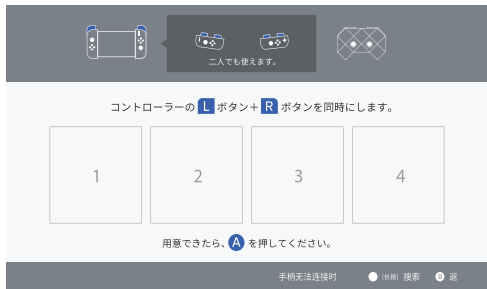 二人でも使えます。
コントローラーの L ボタン＋ R ボタンを同時にします。
1 2 3 4
用意できたら、A を押してください。
手柄无法连接时 (长按) 搜索 B 返